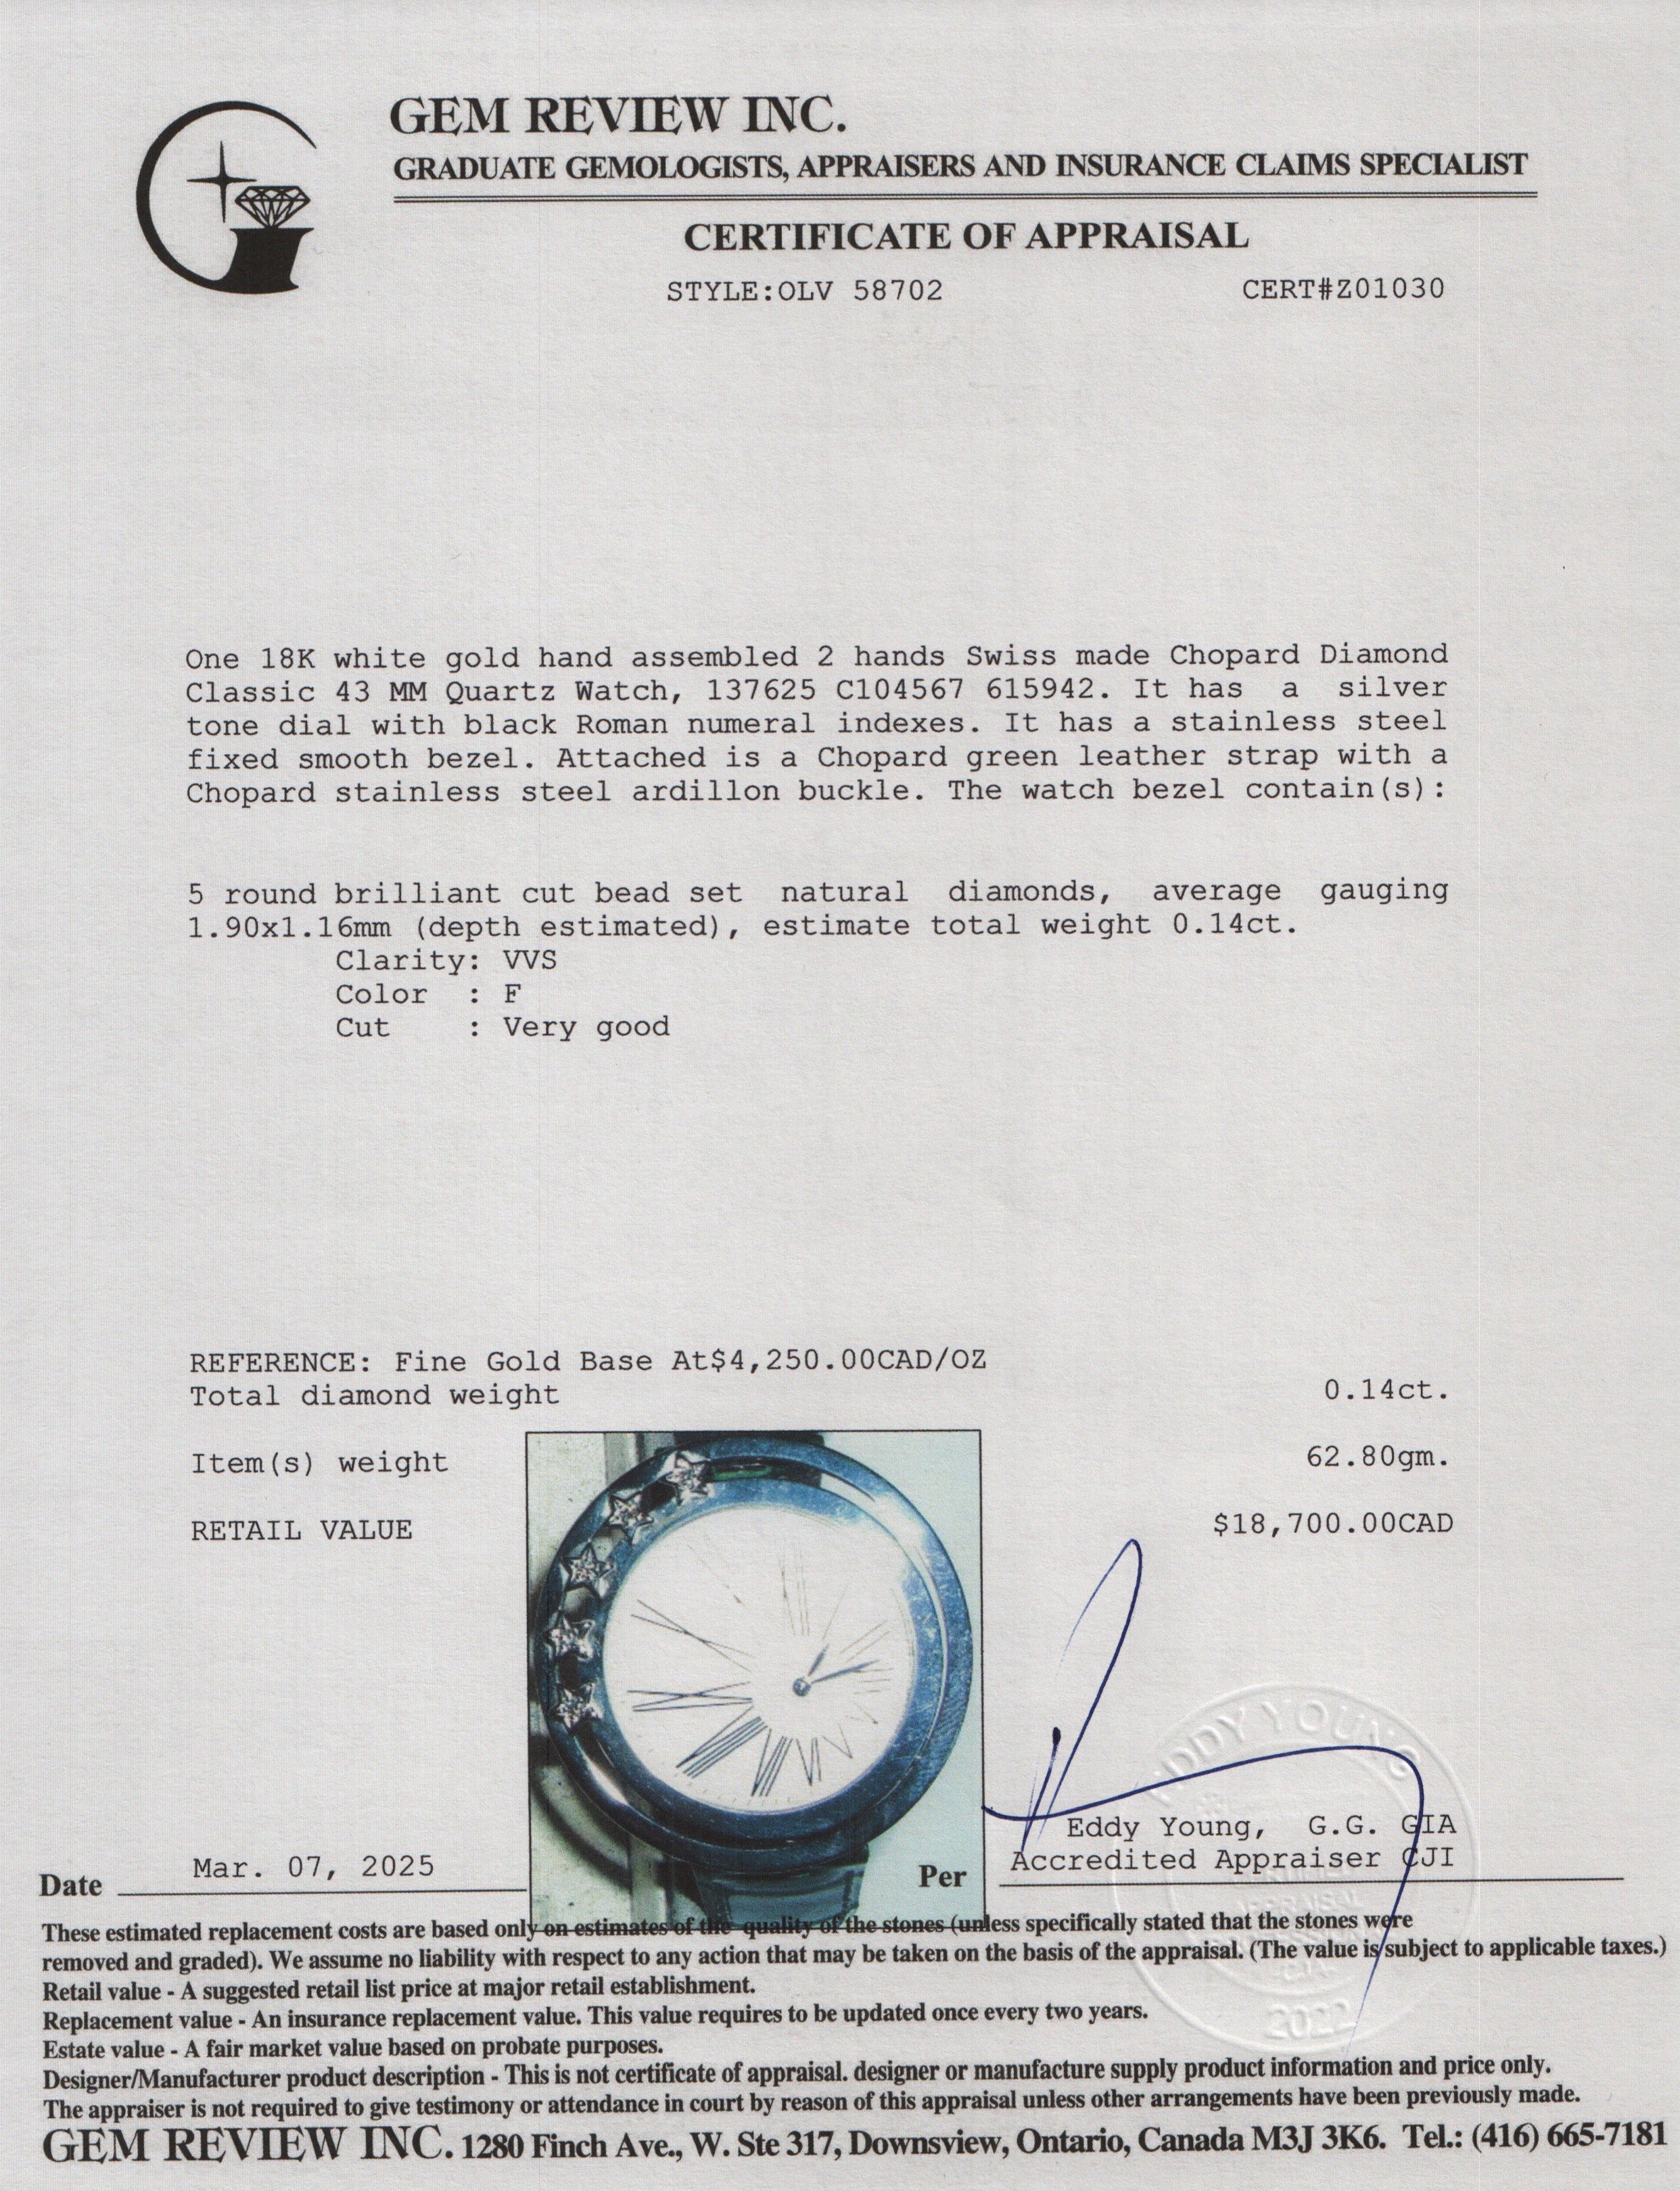 GEM REVIEW INC.
GRADUATE GEMOLOGISTS, APPRAISERS AND INSURANCE CLAIMS SPECIALIST
CERTIFICATE OF APPRAISAL
STYLE:OLV 58702 CERT#Z01030
One 18K white gold hand assembled 2 hands Swiss made Chopard Diamond
Classic 43 MM Quartz Watch, 137625 C104567 615942. It has a silver
tone dial with black Roman numeral indexes. It has a stainless steel
fixed smooth bezel. Attached is a Chopard green leather strap with a
Chopard stainless steel ardillon buckle. The watch bezel contain(s):
5 round brilliant cut bead set natural diamonds, average gauging
1.90x1.16mm (depth estimated), estimate total weight 0.14ct.
Clarity: VVS
Color : F
Cut : Very good
REFERENCE: Fine Gold Base At$4,250.00CAD/OZ
Total diamond weight 0.14ct.
Item(s) weight 62.80gm.
RETAIL VALUE $18,700.00CAD
EDDY YOUNG
Eddy Young, G.G. GIA
Accredited Appraiser CJI
Date Mar. 07, 2025 Per
APPRAISAL
2022
These estimated replacement costs are based only on estimates of the quality of the stones (unless specifically stated that the stones were
removed and graded). We assume no liability with respect to any action that may be taken on the basis of the appraisal. (The value is subject to applicable taxes.)
Retail value - A suggested retail list price at major retail establishment.
Replacement value - An insurance replacement value. This value requires to be updated once every two years.
Estate value - A fair market value based on probate purposes.
Designer/Manufacturer product description - This is not certificate of appraisal. designer or manufacture supply product information and price only.
The appraiser is not required to give testimony or attendance in court by reason of this appraisal unless other arrangements have been previously made.
GEM REVIEW INC. 1280 Finch Ave., W. Ste 317, Downsview, Ontario, Canada M3J 3K6. Tel.: (416) 665-7181